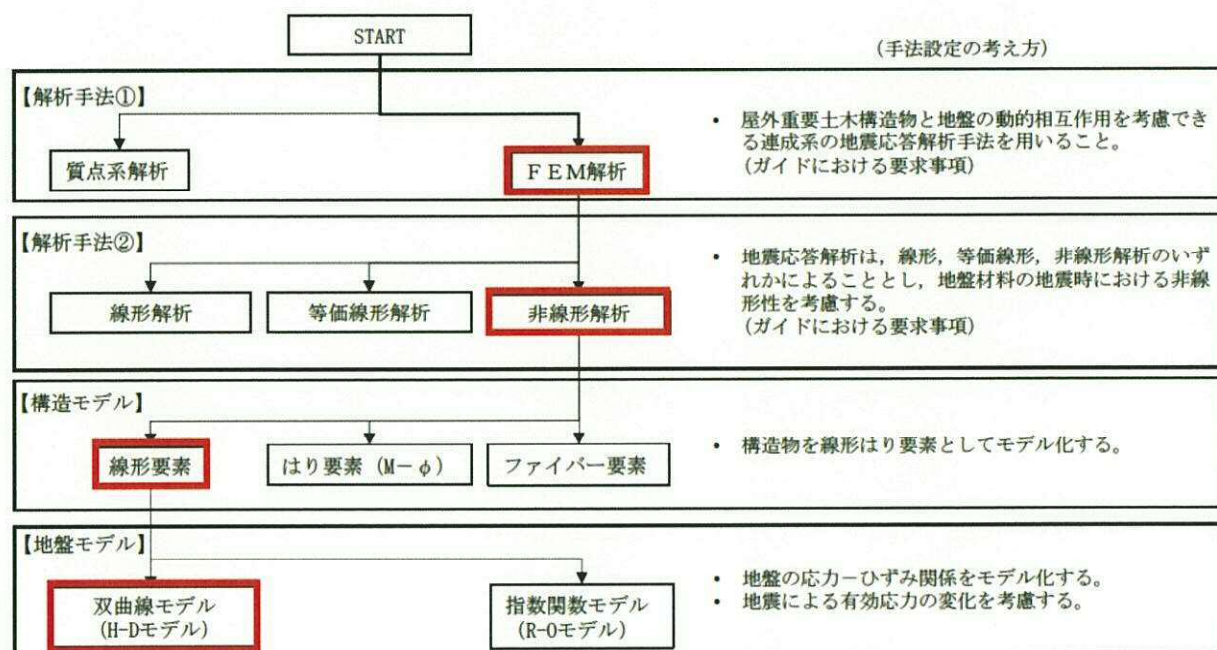 START
(手法設定の考え方)
【解析手法①】
質点系解析
FEM解析
・ 屋外重要土木構造物と地盤の動的相互作用を考慮でき
る連成系の地震応答解析手法を用いること。
(ガイドにおける要求事項)
【解析手法②】
線形解析
等価線形解析
非線形解析
・ 地震応答解析は，線形，等価線形，非線形解析のいず
れかによることとし，地盤材料の地震時における非線
形性を考慮する。
(ガイドにおける要求事項)
【構造モデル】
線形要素
はり要素（M－φ）
ファイバー要素
・ 構造物を線形はり要素としてモデル化する。
【地盤モデル】
双曲線モデル
(H-Dモデル)
指数関数モデル
(R-Oモデル)
・ 地盤の応力－ひずみ関係をモデル化する。
・ 地震による有効応力の変化を考慮する。